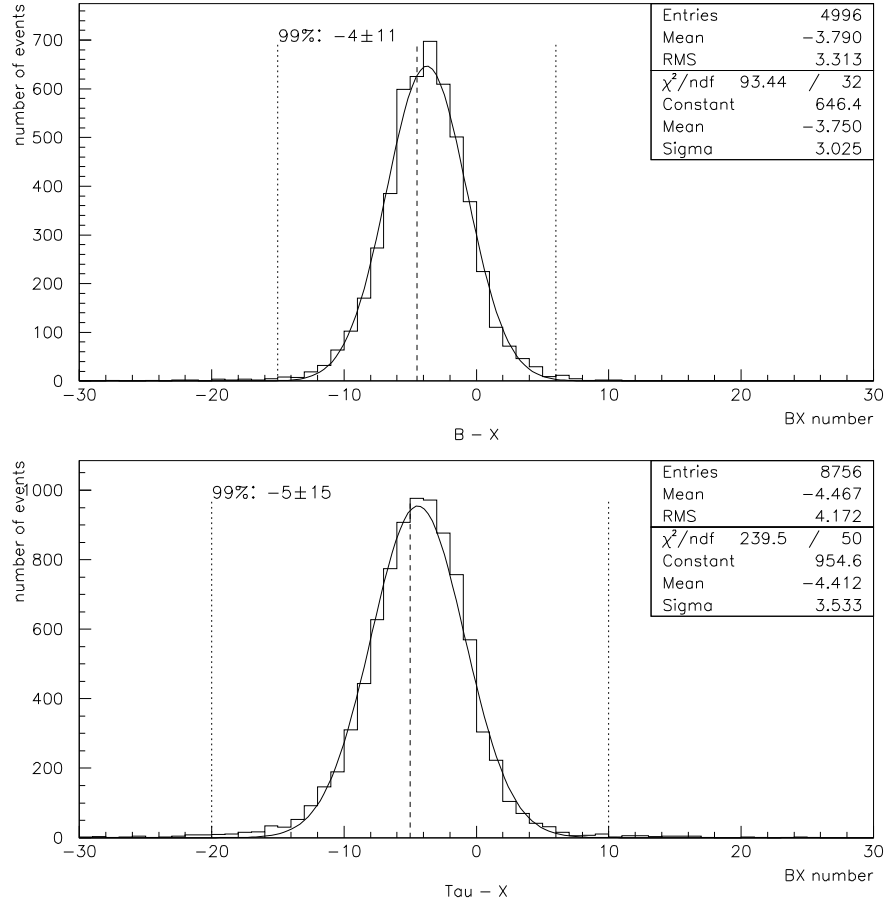 number of events
700
600
500
400
300
200
100
0
99%: −4±11
Entries 4996
Mean −3.790
RMS 3.313
χ²/ndf 93.44 / 32
Constant 646.4
Mean −3.750
Sigma 3.025
−30 −20 −10 0 10 20 30
BX number
B − X
number of events
1000
800
600
400
200
0
99%: −5±15
Entries 8756
Mean −4.467
RMS 4.172
χ²/ndf 239.5 / 50
Constant 954.6
Mean −4.412
Sigma 3.533
−30 −20 −10 0 10 20 30
BX number
Tau − X